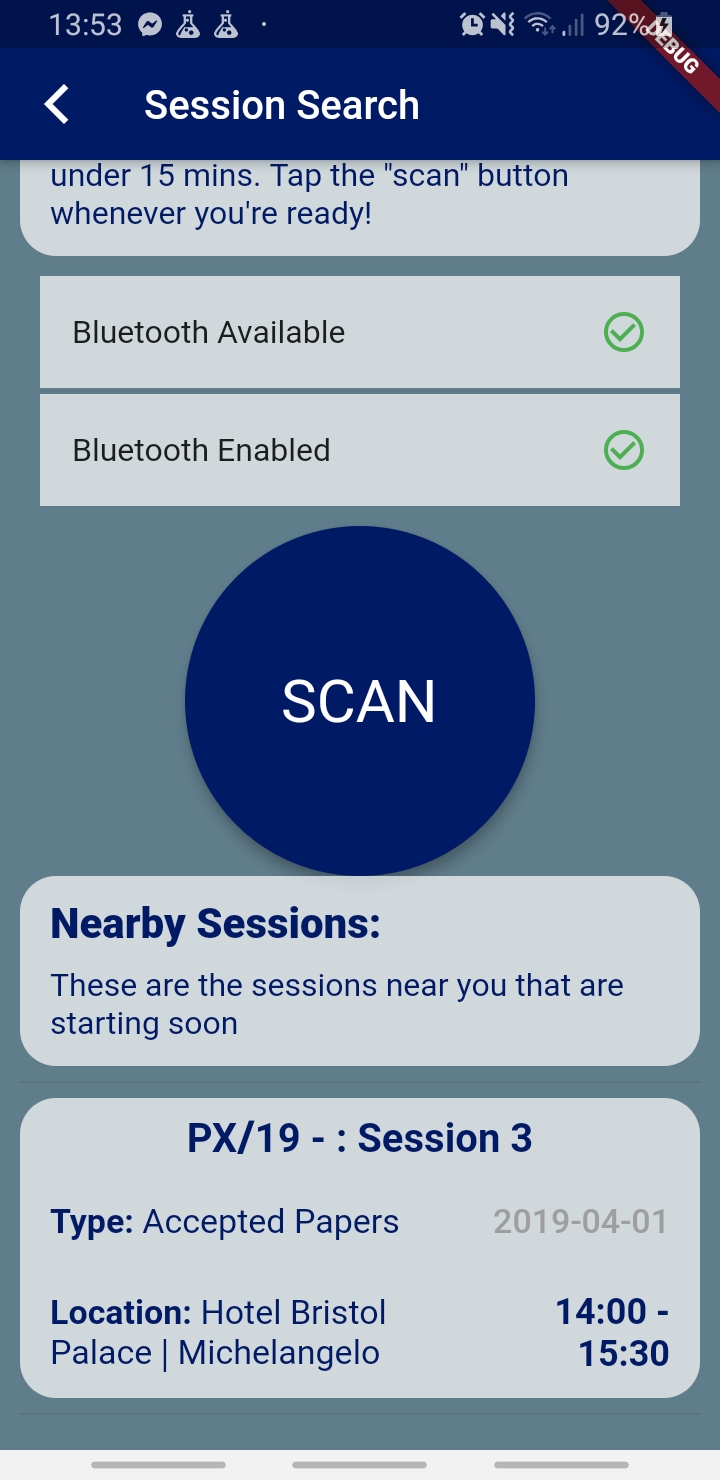 13:53
92%
DEBUG
Session Search
under 15 mins. Tap the "scan" button
whenever you're ready!
Bluetooth Available
Bluetooth Enabled
SCAN
Nearby Sessions:
These are the sessions near you that are
starting soon
PX/19 - : Session 3
Type: Accepted Papers
2019-04-01
Location: Hotel Bristol
Palace | Michelangelo
14:00 -
15:30